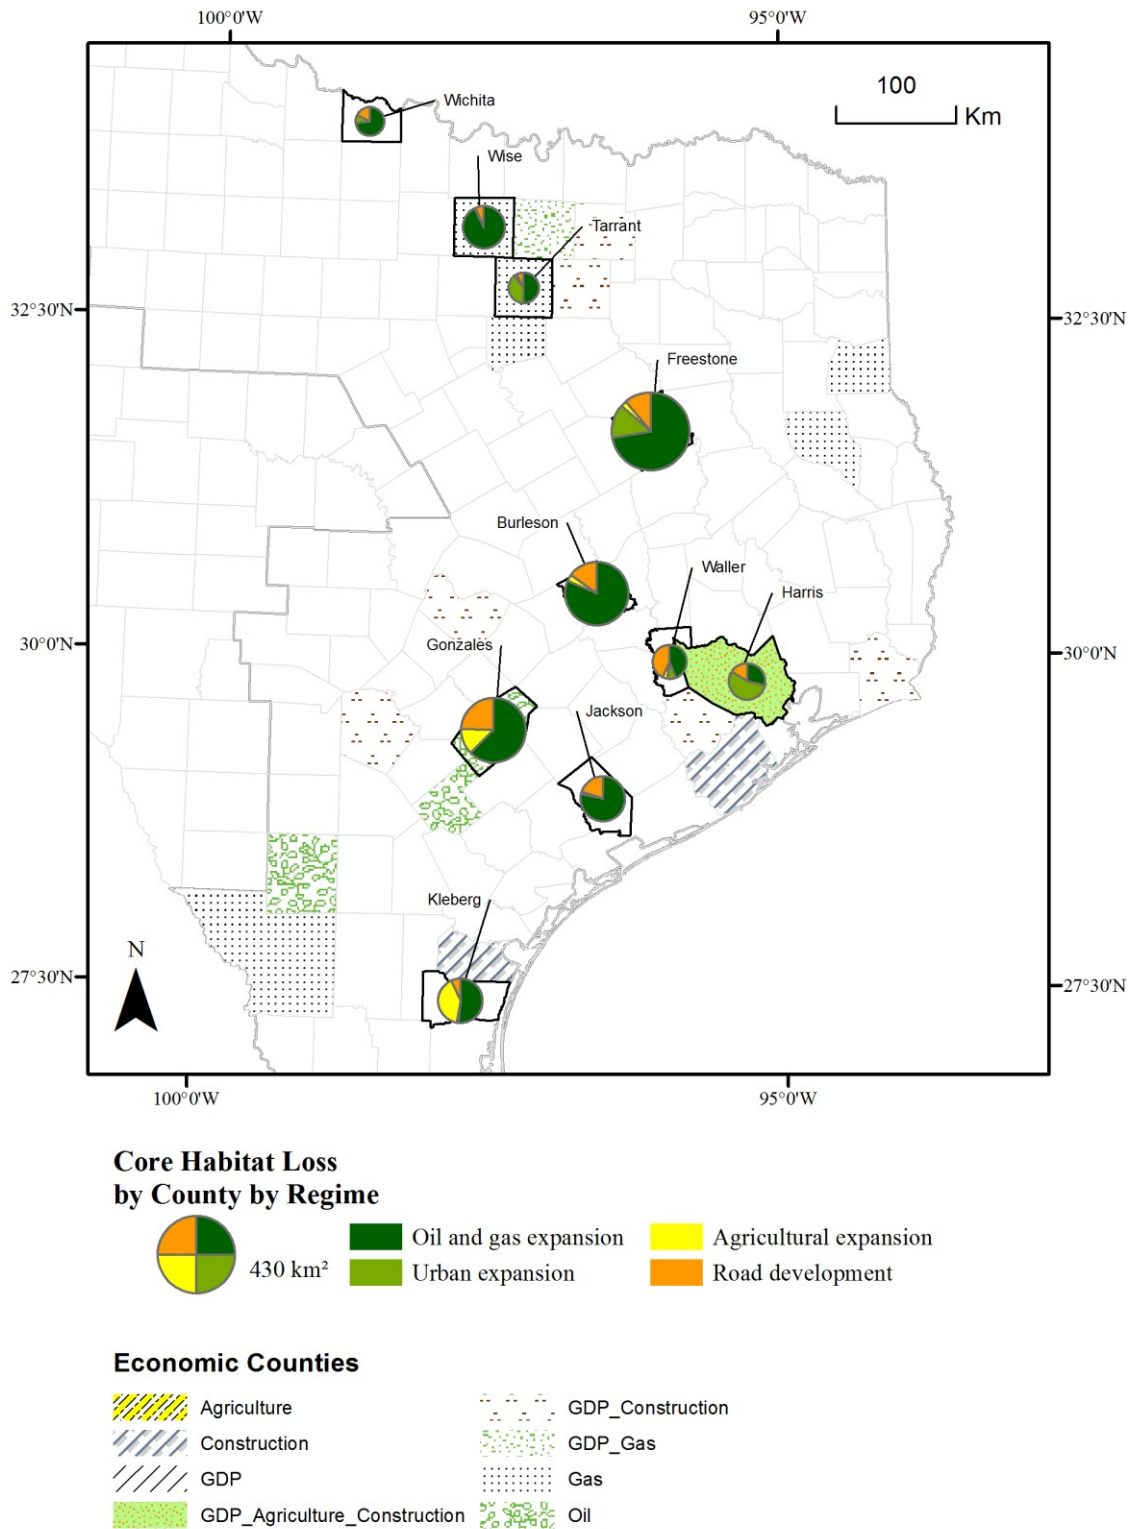 100°0'W 95°0'W
100
Km
Wichita
Wise
Tarrant
32°30'N 32°30'N
Freestone
Burleson
Waller
Harris
30°0'N 30°0'N
Gonzales
Jackson
Kleberg
N
27°30'N 27°30'N
100°0'W 95°0'W
Core Habitat Loss
by County by Regime
430 km²
Oil and gas expansion Agricultural expansion
Urban expansion Road development
Economic Counties
Agriculture GDP_Construction
Construction GDP_Gas
GDP Gas
GDP_Agriculture_Construction Oil